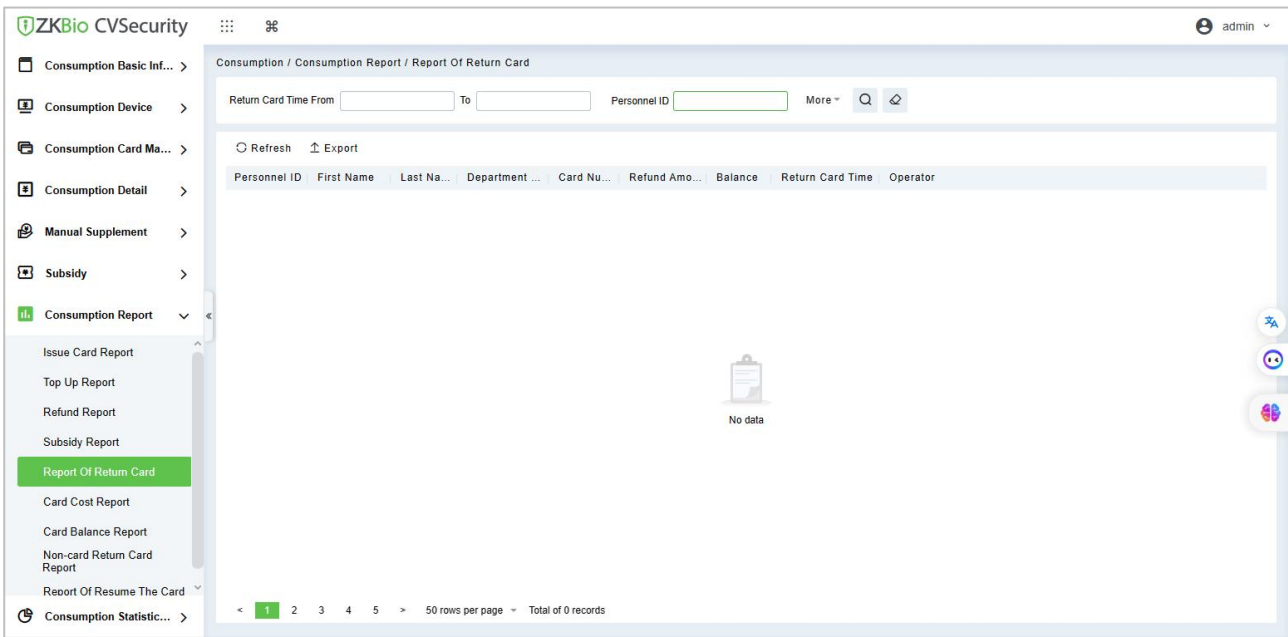 ZKBio CVSecurity
admin
Consumption Basic Inf...
Consumption Device
Consumption Card Ma...
Consumption Detail
Manual Supplement
Subsidy
Consumption Report
Issue Card Report
Top Up Report
Refund Report
Subsidy Report
Report Of Return Card
Card Cost Report
Card Balance Report
Non-card Return Card
Report
Report Of Resume The Card
Consumption Statistic...
Consumption / Consumption Report / Report Of Return Card
Return Card Time From To Personnel ID More
Refresh Export
Personnel ID First Name Last Na... Department ... Card Nu... Refund Amo... Balance Return Card Time Operator
No data
< 1 2 3 4 5 > 50 rows per page Total of 0 records